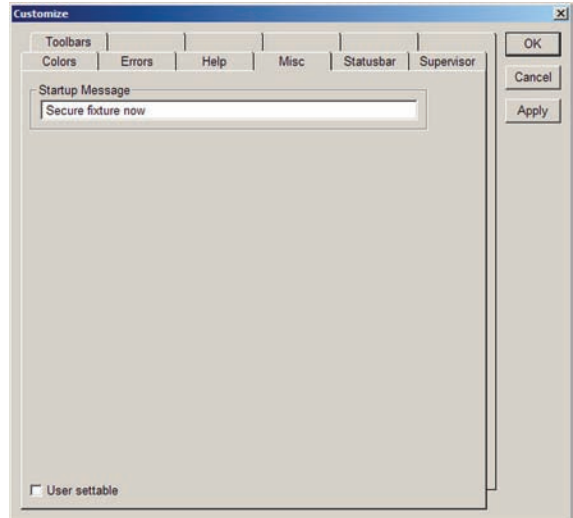 Customize
Toolbars
Colors Errors Help Misc Statusbar Supervisor
OK
Cancel
Apply
Startup Message
Secure fixture now
User settable